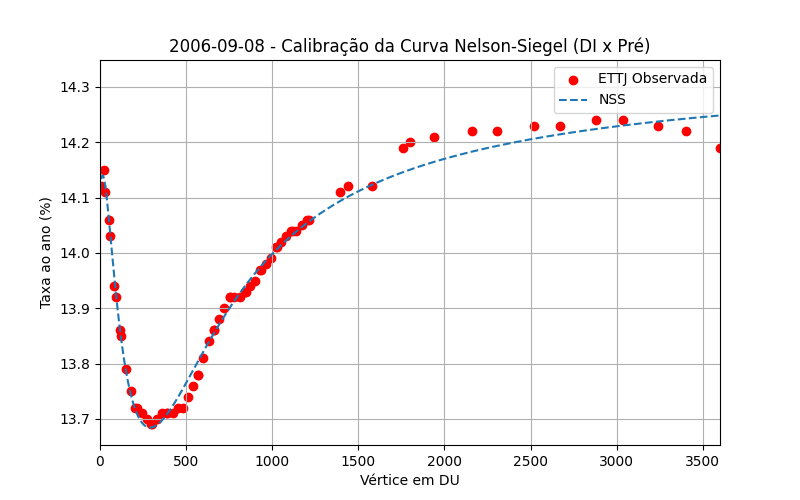 2006-09-08 - Calibração da Curva Nelson-Siegel (DI x Pré)
ETTJ Observada
NSS
Taxa ao ano (%)
14.3
14.2
14.1
14.0
13.9
13.8
13.7
0 500 1000 1500 2000 2500 3000 3500
Vértice em DU